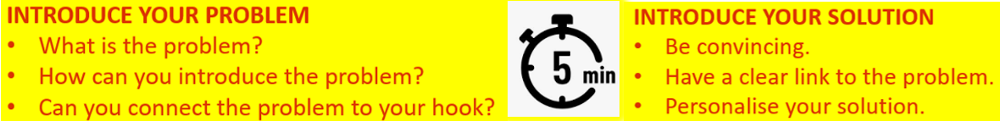 INTRODUCE YOUR PROBLEM
• What is the problem?
• How can you introduce the problem?
• Can you connect the problem to your hook?
5 min
INTRODUCE YOUR SOLUTION
• Be convincing.
• Have a clear link to the problem.
• Personalise your solution.